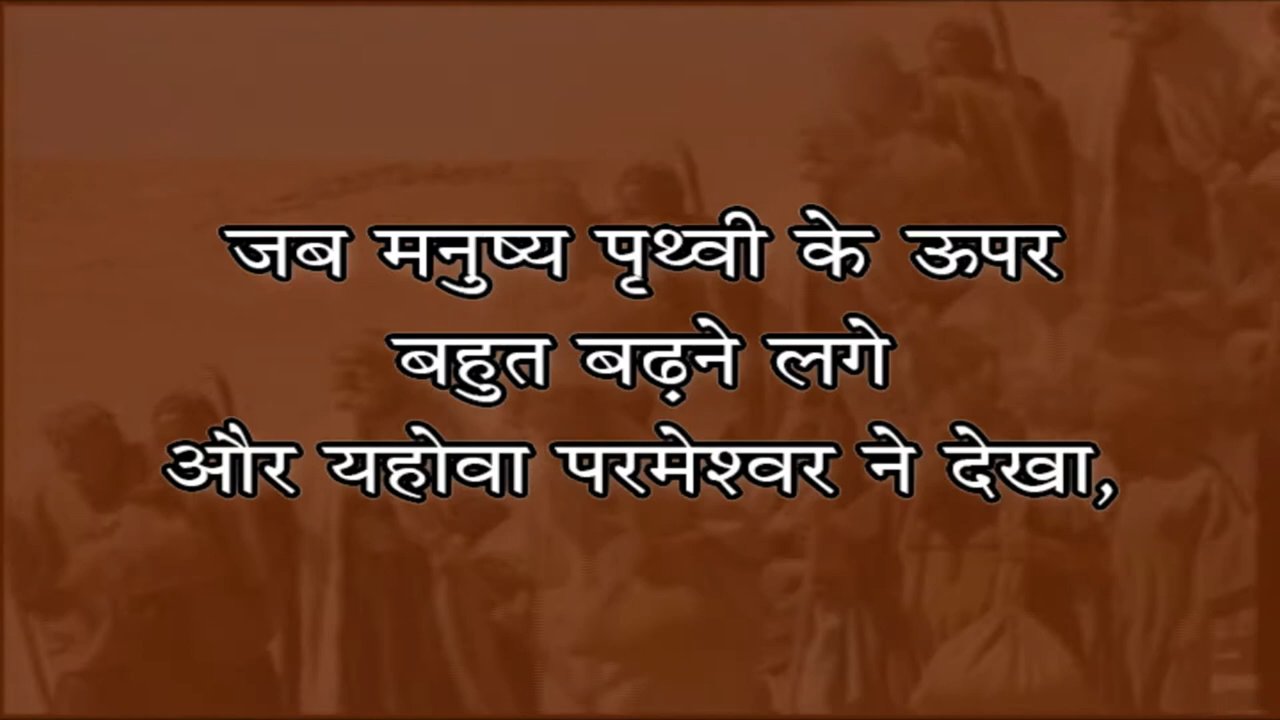 जब मनुष्य पृथ्वी के ऊपर
बहुत बढ़ने लगे
और यहोवा परमेश्वर ने देखा,